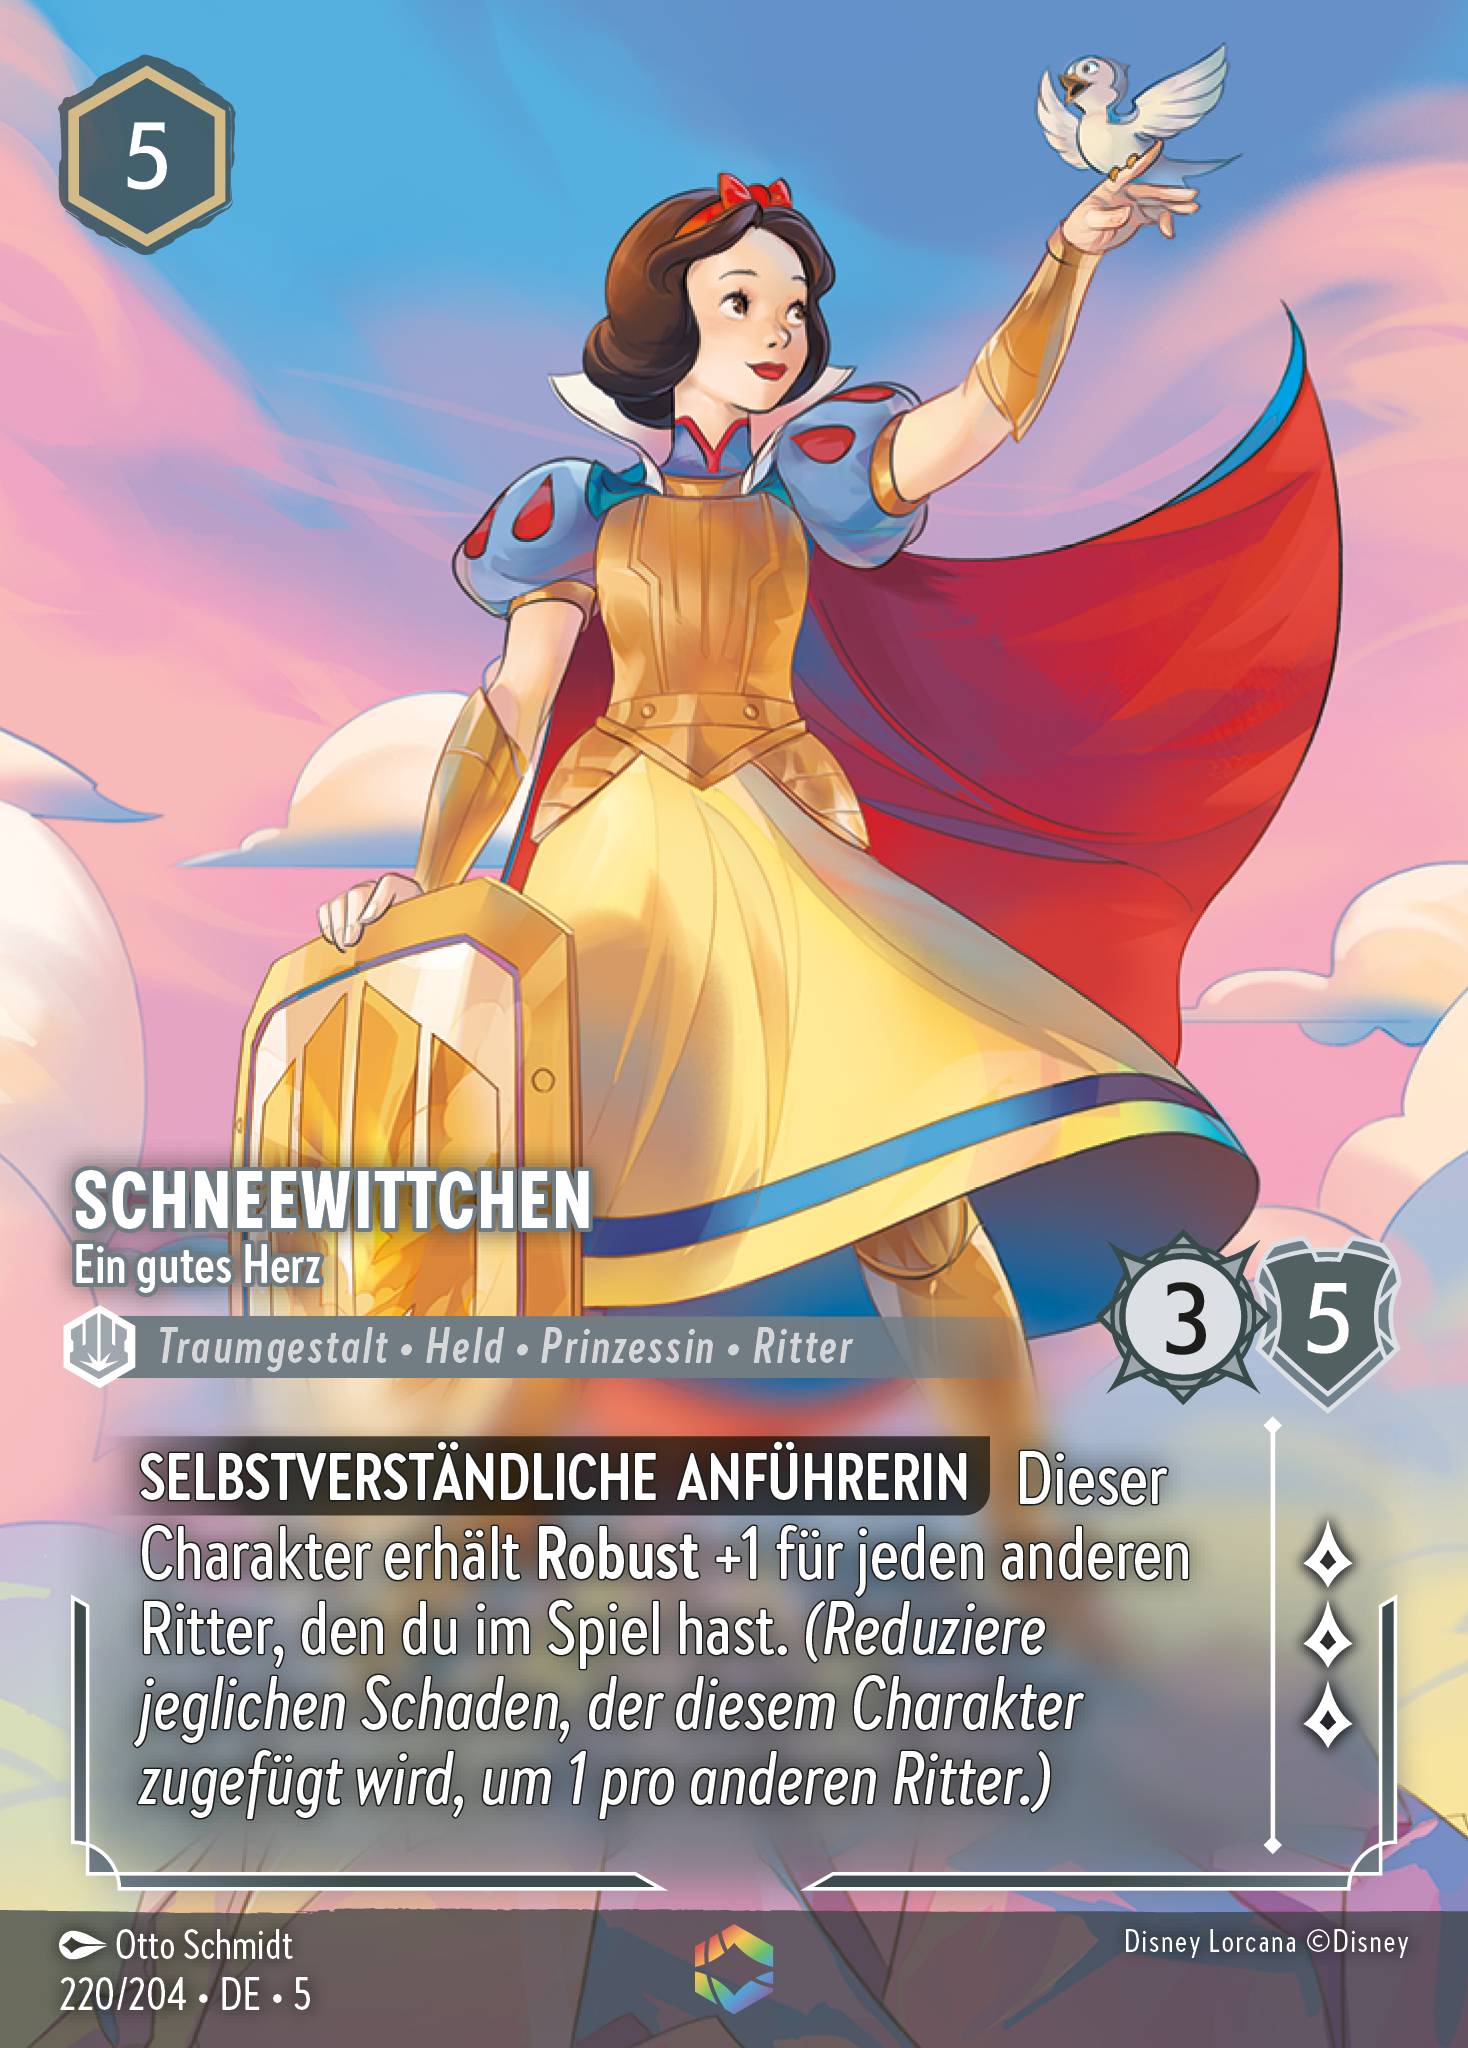 5
SCHNEEWITTCHEN
Ein gutes Herz
Traumgestalt • Held • Prinzessin • Ritter
3
5
SELBSTVERSTÄNDLICHE ANFÜHRERIN Dieser
Charakter erhält Robust +1 für jeden anderen
Ritter, den du im Spiel hast. (Reduziere
jeglichen Schaden, der diesem Charakter
zugefügt wird, um 1 pro anderen Ritter.)
Otto Schmidt
220/204 • DE • 5
Disney Lorcana ©Disney